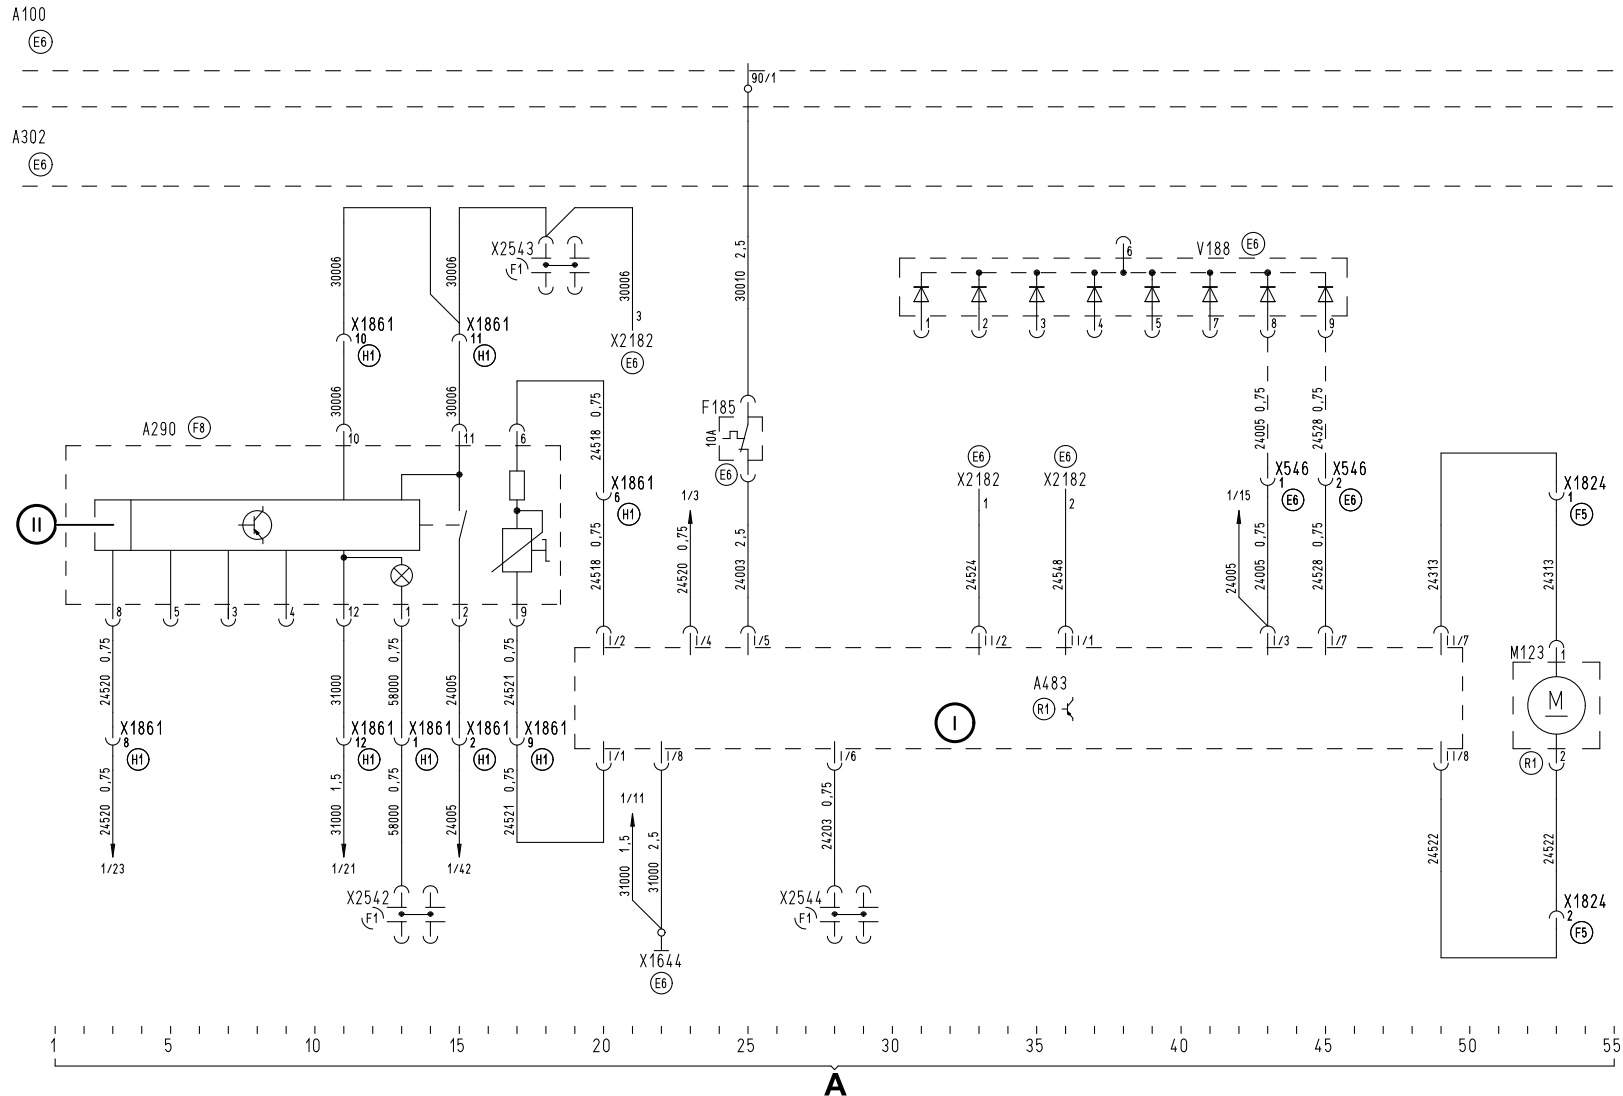 A100
E6
90/1
A302
E6
30006
30006
X2543
F1
30006
3
X2182
E6
30010 2,5
6
V188 E6
1 2 3 4 5 7 8 9
X1861
10
H1
X1861
11
H1
30006
30006
A290 F8
10 11 6
24518 0,75
X1861
6
H1
F185
10A
E6
E6
X2182
1
E6
X2182
2
24005 0,75
24528 0,75
X546
1
E6
X546
2
E6
X1824
1
F5
II
1/3
1/15
24518 0,75
24520 0,75
24003 2,5
24524
24548
24005
24005 0,75
24528 0,75
24313
24313
8 5 3 4 12 1 2 9
I/2 I/4 I/5 II/2 II/1 I/3 I/7 II/7
M123
1
M
R1
2
A483
R1
I
24520 0,75
31000
58000 0,75
24005
24521 0,75
X1861
8
H1
X1861
12
H1
X1861
1
H1
X1861
2
H1
X1861
9
H1
I/1 I/8 I/6 II/8
24520 0,75
31000 1,5
58000 0,75
24005
24521 0,75
1/11
31000 1,5
31000 2,5
24203 0,75
24522
24522
1/23
1/21
1/42
X2542
F1
X2544
F1
X1644
E6
X1824
2
F5
1 5 10 15 20 25 30 35 40 45 50 55
A